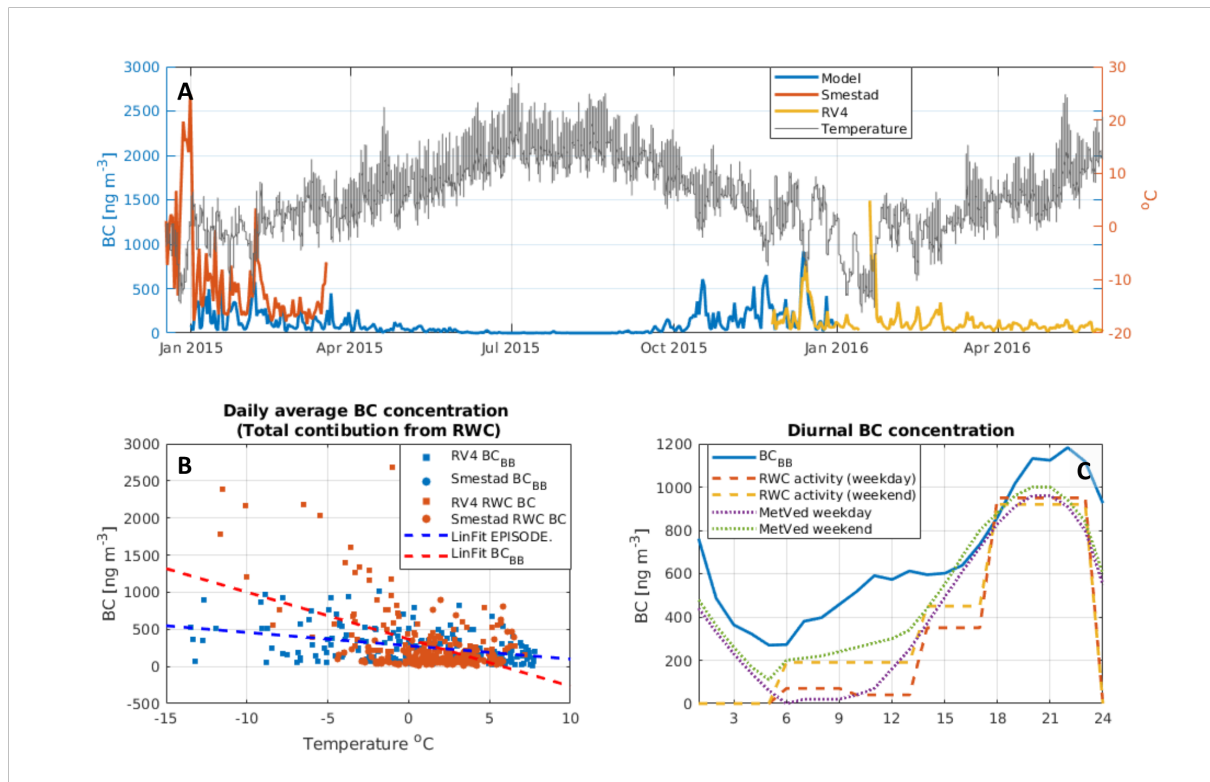 A
BC [ng m⁻³]
3000
2500
2000
1500
1000
500
0
Model
Smestad
RV4
Temperature
30
20
10
0
-10
-20
°C
Jan 2015
Apr 2015
Jul 2015
Oct 2015
Jan 2016
Apr 2016
Daily average BC concentration
(Total contibution from RWC)
B
BC [ng m⁻³]
3000
2500
2000
1500
1000
500
0
-500
RV4 BC_BB
Smestad BC_BB
RV4 RWC BC
Smestad RWC BC
LinFit EPISODE.
LinFit BC_BB
-15
-10
-5
0
5
10
Temperature °C
Diurnal BC concentration
C
BC [ng m⁻³]
1200
1000
800
600
400
200
0
BC_BB
RWC activity (weekday)
RWC activity (weekend)
MetVed weekday
MetVed weekend
3
6
9
12
15
18
21
24